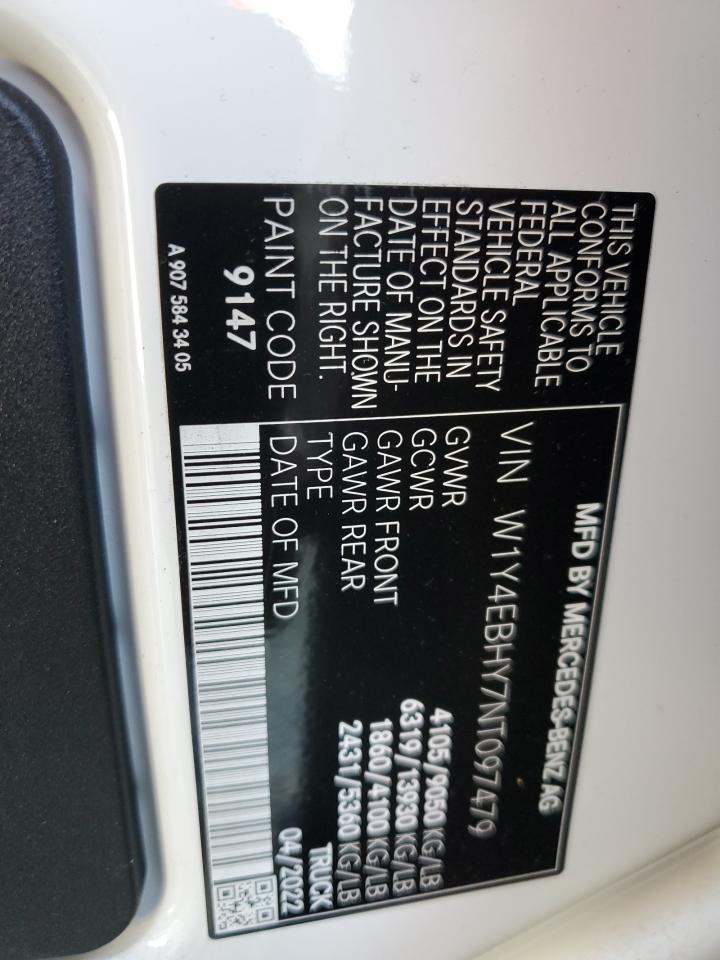 MFD BY MERCEDES-BENZ AG
THIS VEHICLE
CONFORMS TO
ALL APPLICABLE
FEDERAL
VEHICLE SAFETY
STANDARDS IN
EFFECT ON THE
DATE OF MANU-
FACTURE SHOWN
ON THE RIGHT.
PAINT CODE
9147
A 907 584 34 05
VIN W1Y4EBHY7NT097479
GVWR 4105/9050 KG/LB
GCWR 6319/13930 KG/LB
GAWR FRONT 1860/4100 KG/LB
GAWR REAR 2431/5360 KG/LB
TYPE TRUCK
DATE OF MFD 04/2022